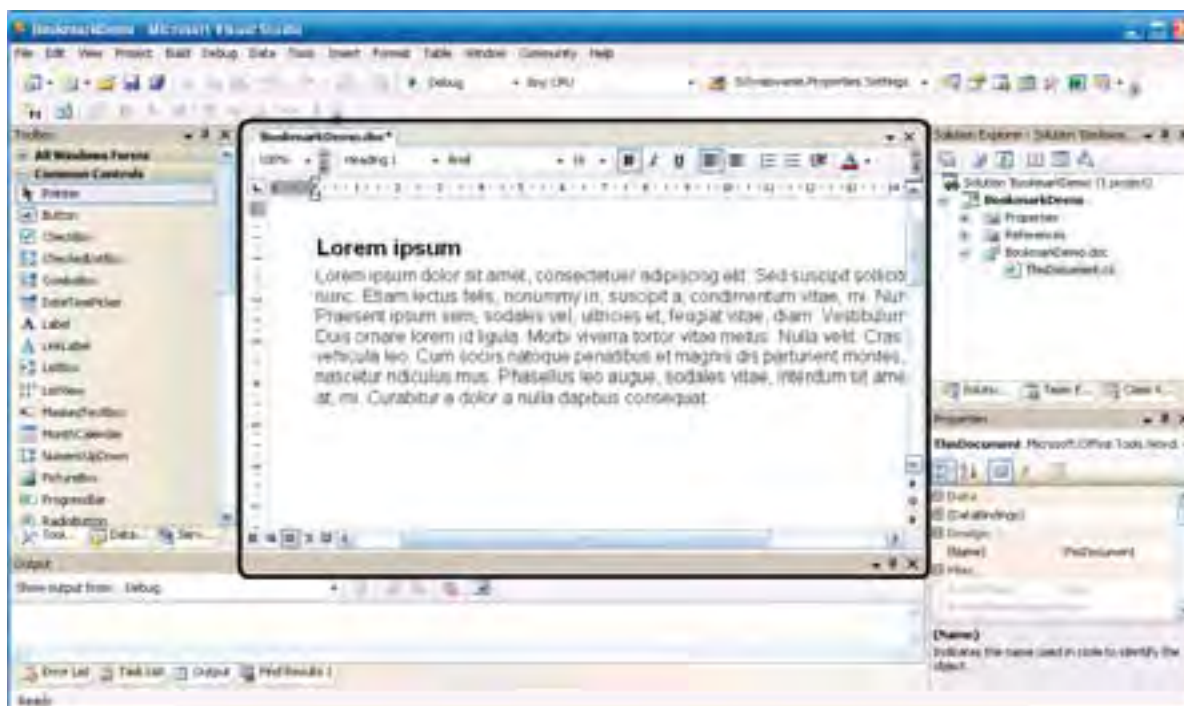 BookmarkDemo - Microsoft Visual Studio
File Edit View Project Build Debug Data Tools Insert Format Table Window Community Help
Debug Any CPU
Toolbox
All Windows Forms
Common Controls
Pointer
Button
CheckBox
CheckedListBox
ComboBox
DateTimePicker
Label
LinkLabel
ListBox
ListView
MaskedTextBox
MonthCalendar
NumericUpDown
PictureBox
ProgressBar
RadioButton
Tool... Data... Serv...
BookmarkDemo.doc*
100% Heading 1 Arial 16
Lorem ipsum
Lorem ipsum dolor sit amet, consectetuer adipiscing elit. Sed suscipit sollicit
nunc. Etiam lectus felis, nonummy in, suscipit a, condimentum vitae, mi. Nur
Praesent ipsum sem, sodales vel, ultricies et, feugiat vitae, diam. Vestibulum
Duis ornare lorem id ligula. Morbi viverra tortor vitae metus. Nulla velit. Cras
vehicula leo. Cum sociis natoque penatibus et magnis dis parturient montes,
nascetur ridiculus mus. Phasellus leo augue, sodales vitae, interdum sit ame
at, mi. Curabitur a dolor a nulla dapibus consequat.
Solution Explorer - Solution
Solution 'BookmarkDemo' (1 project)
BookmarkDemo
Properties
References
BookmarkDemo.doc
ThisDocument.cs
Solutio... Team E... Class V...
Properties
ThisDocument Microsoft.Office.Tools.Word.
Data
(DataBindings)
Design
(Name) ThisDocument
Misc
(Name)
Indicates the name used in code to identify the
object.
Output
Show output from: Debug
Error List Task List Output Find Results 1
Ready